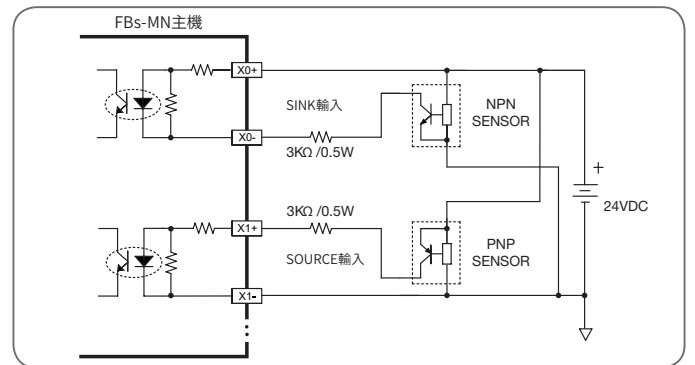 FBs-MN主機
X0+
SINK輸入
NPN
SENSOR
X0-
3KΩ /0.5W
+
24VDC
3KΩ /0.5W
X1+
SOURCE輸入
PNP
SENSOR
X1-